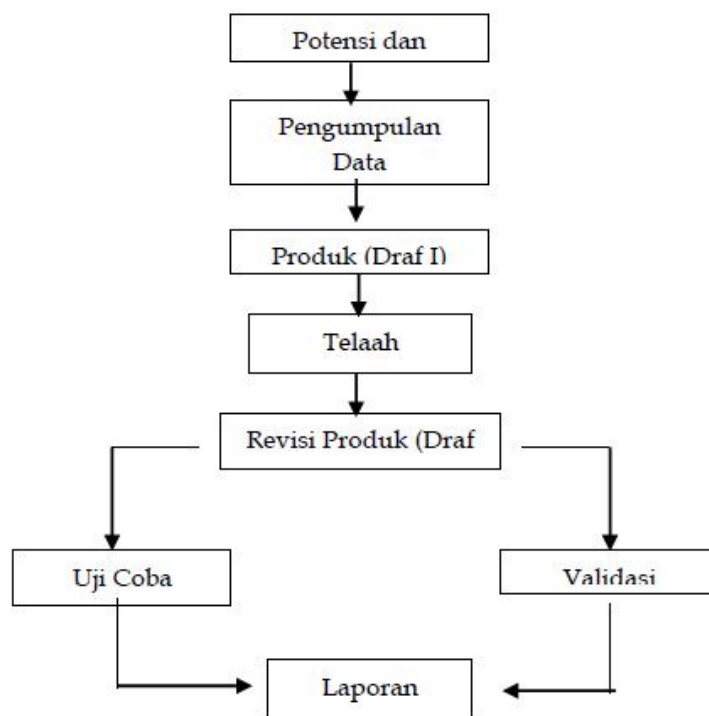 Potensi dan
Pengumpulan
Data
Produk (Draf I)
Telaah
Revisi Produk (Draf
Uji Coba
Validasi
Laporan